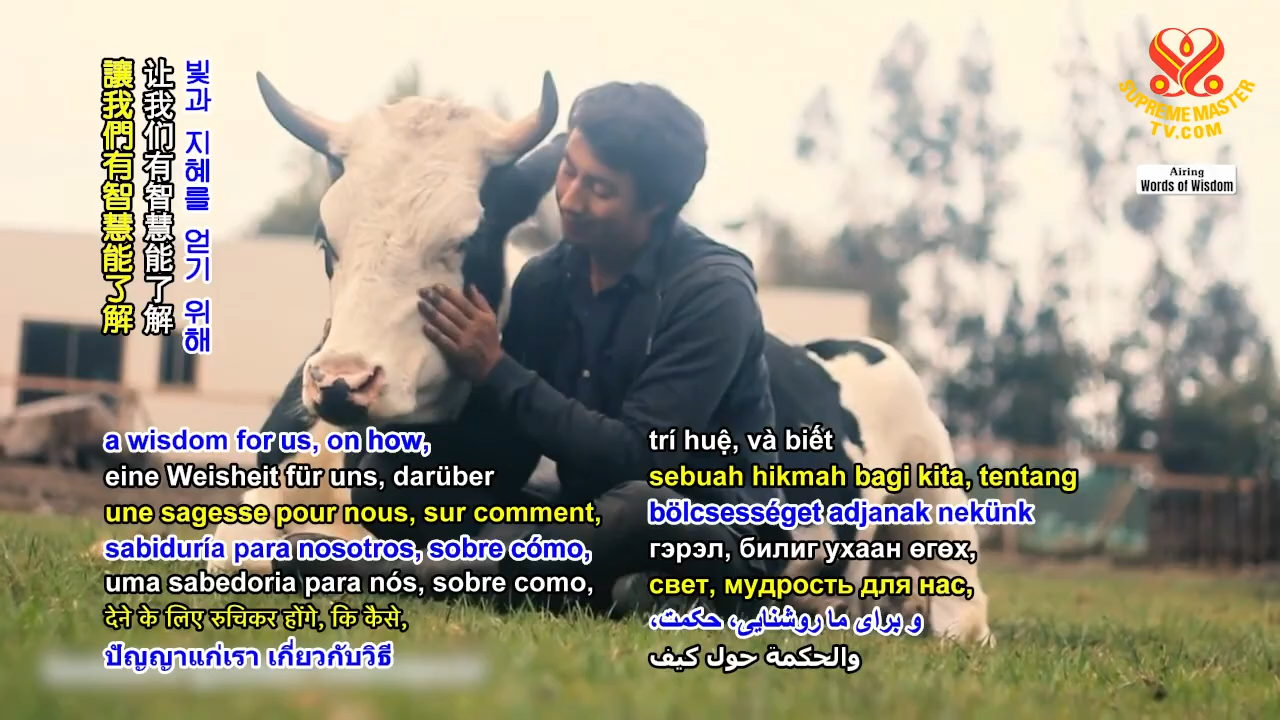 讓我們有智慧能了解
让我们有智慧能了解
빛과 지혜를 얻기 위해
SUPREME MASTER
TV.COM
Airing
Words of Wisdom
a wisdom for us, on how,
eine Weisheit für uns, darüber
une sagesse pour nous, sur comment,
sabiduría para nosotros, sobre cómo,
uma sabedoria para nós, sobre como,
देने के लिए रुचिकर होंगे, कि कैसे,
ปัญญาแก่เรา เกี่ยวกับวิธี
trí huệ, và biết
sebuah hikmah bagi kita, tentang
bölcsességet adjanak nekünk
гэрэл, билиг ухаан өгөх,
свет, мудрость для нас,
و برای ما روشنایی، حکمت،
والحكمة حول كيف